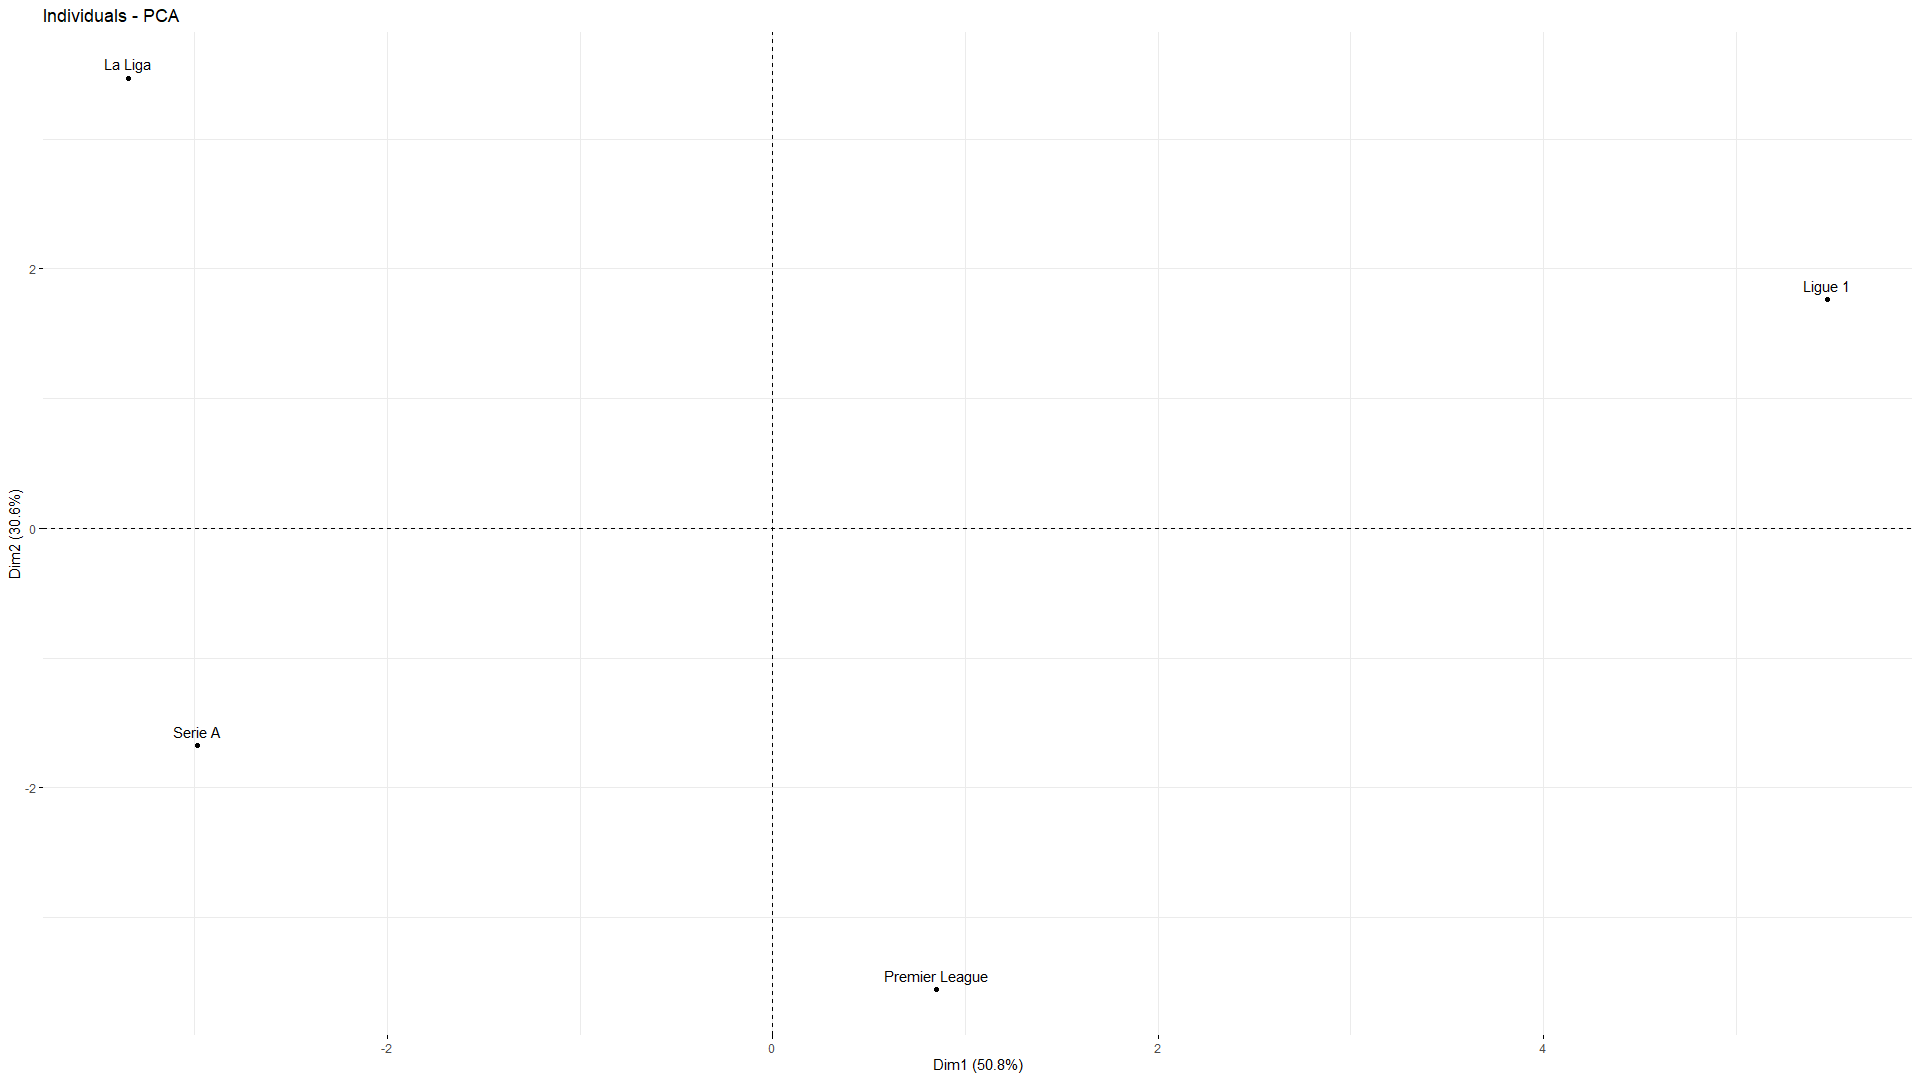 Individuals - PCA
La Liga
2
Ligue 1
Dim2 (30.6%)
0
Serie A
-2
Premier League
-2
0
2
4
Dim1 (50.8%)